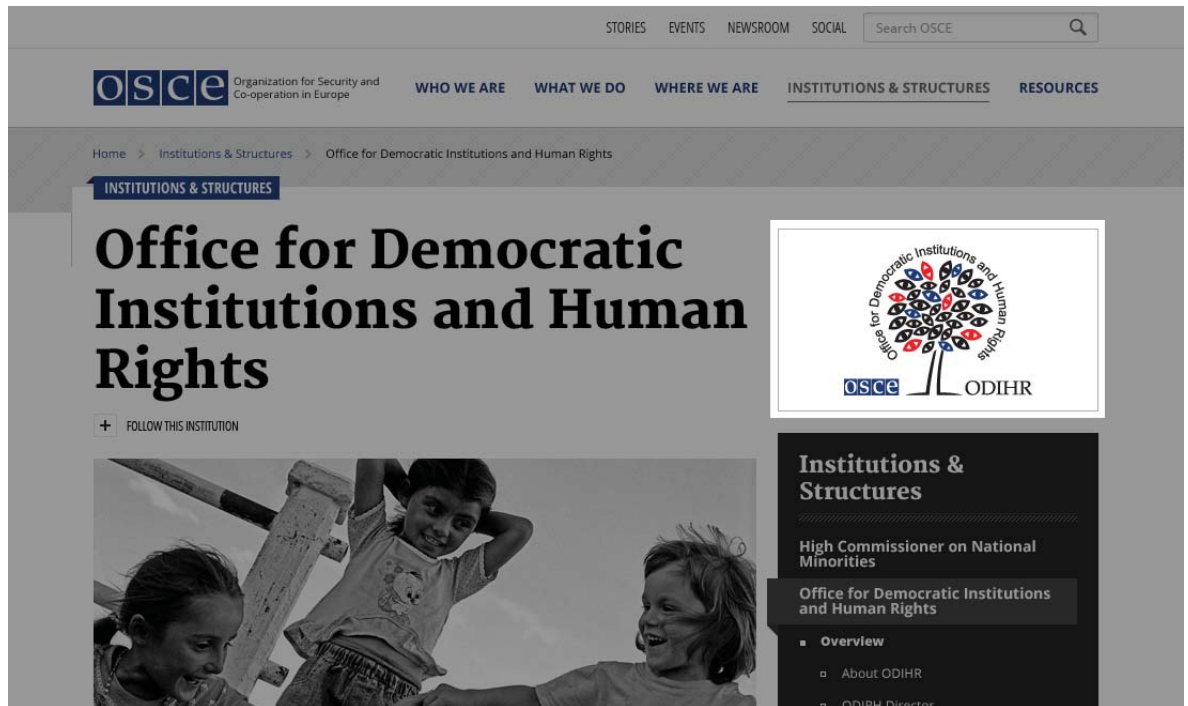 STORIES EVENTS NEWSROOM SOCIAL Search OSCE
OSCE Organization for Security and
Co-operation in Europe
WHO WE ARE WHAT WE DO WHERE WE ARE INSTITUTIONS & STRUCTURES RESOURCES
Home > Institutions & Structures > Office for Democratic Institutions and Human Rights
INSTITUTIONS & STRUCTURES
Office for Democratic
Institutions and Human
Rights
+ FOLLOW THIS INSTITUTION
Office for Democratic Institutions and Human Rights
OSCE ODIHR
Institutions &
Structures
High Commissioner on National
Minorities
Office for Democratic Institutions
and Human Rights
Overview
About ODIHR
ODIPH Director